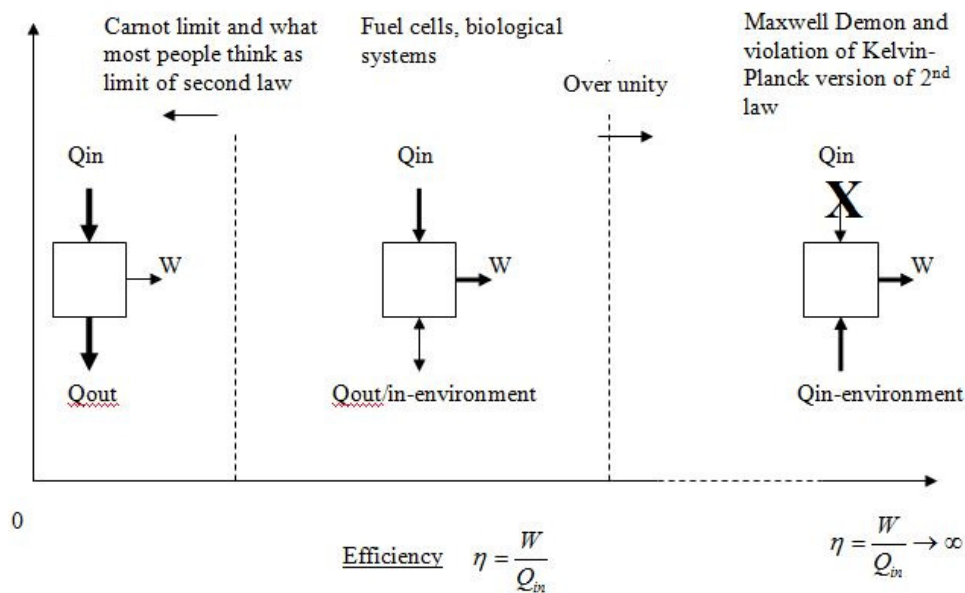 Carnot limit and what
most people think as
limit of second law
Fuel cells, biological
systems
Over unity
Maxwell Demon and
violation of Kelvin-
Planck version of 2nd
law
Qin
Qin
Qin
X
W
W
W
Qout
Qout/in-environment
Qin-environment
0
Efficiency η = W/Q_in
η = W/Q_in → ∞